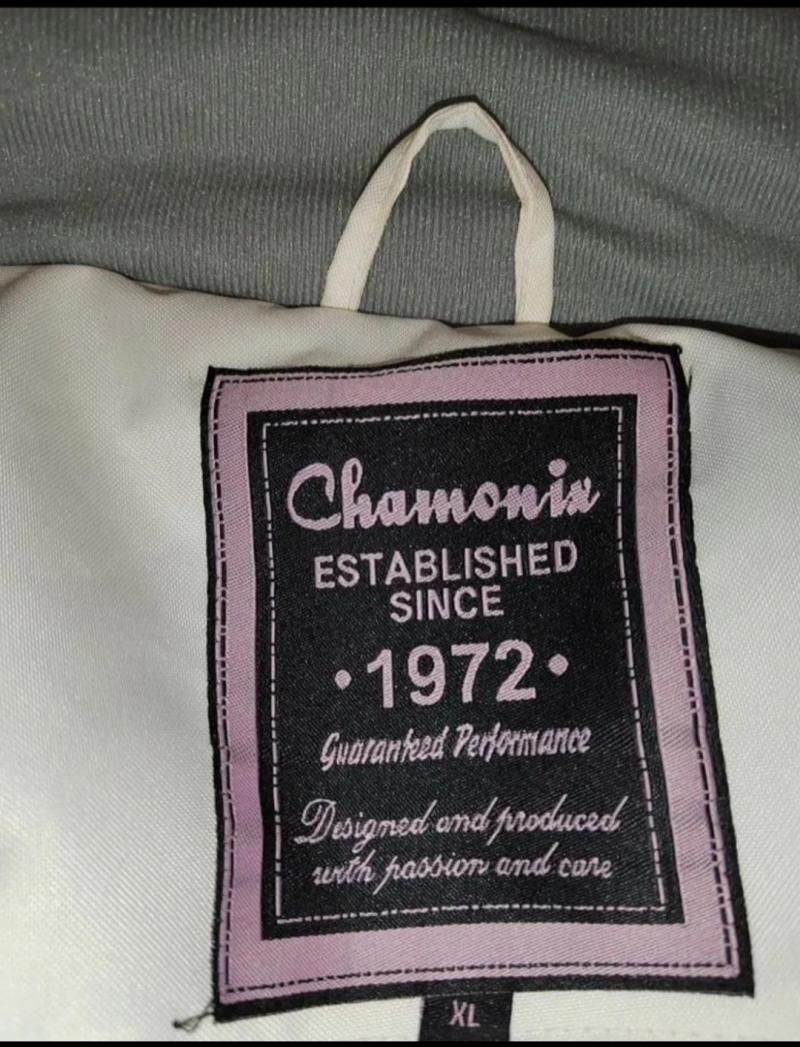 Chamonix
ESTABLISHED
SINCE
•1972•
Guaranteed Performance
Designed and produced
with passion and care
XL